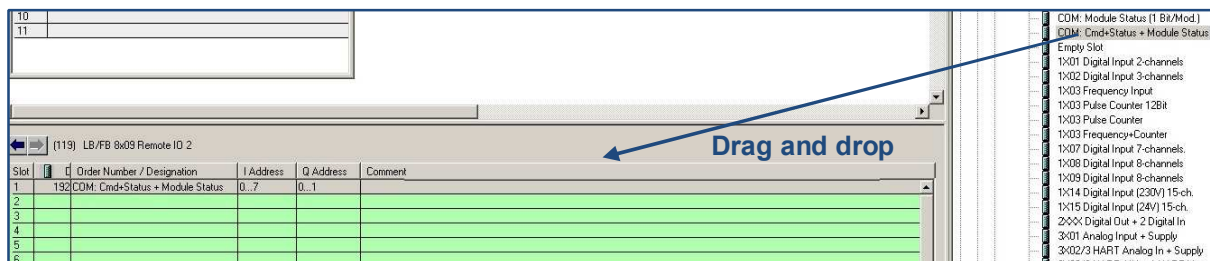 10
11
(119) LB/FB 8x09 Remote IO 2
Slot D Order Number / Designation I Address Q Address Comment
1 192 COM: Cmd+Status + Module Status 0...7 0...1
2
3
4
5
6
Drag and drop
COM: Module Status (1 Bit/Mod.)
COM: Cmd+Status + Module Status
Empty Slot
1X01 Digital Input 2-channels
1X02 Digital Input 3-channels
1X03 Frequency Input
1X03 Pulse Counter 12Bit
1X03 Pulse Counter
1X03 Frequency+Counter
1X07 Digital Input 7-channels.
1X08 Digital Input 8-channels
1X09 Digital Input 8-channels
1X14 Digital Input (230V) 15-ch.
1X15 Digital Input (24V) 15-ch.
2XXX Digital Out + 2 Digital In
3X01 Analog Input + Supply
3X02/3 HART Analog In + Supply